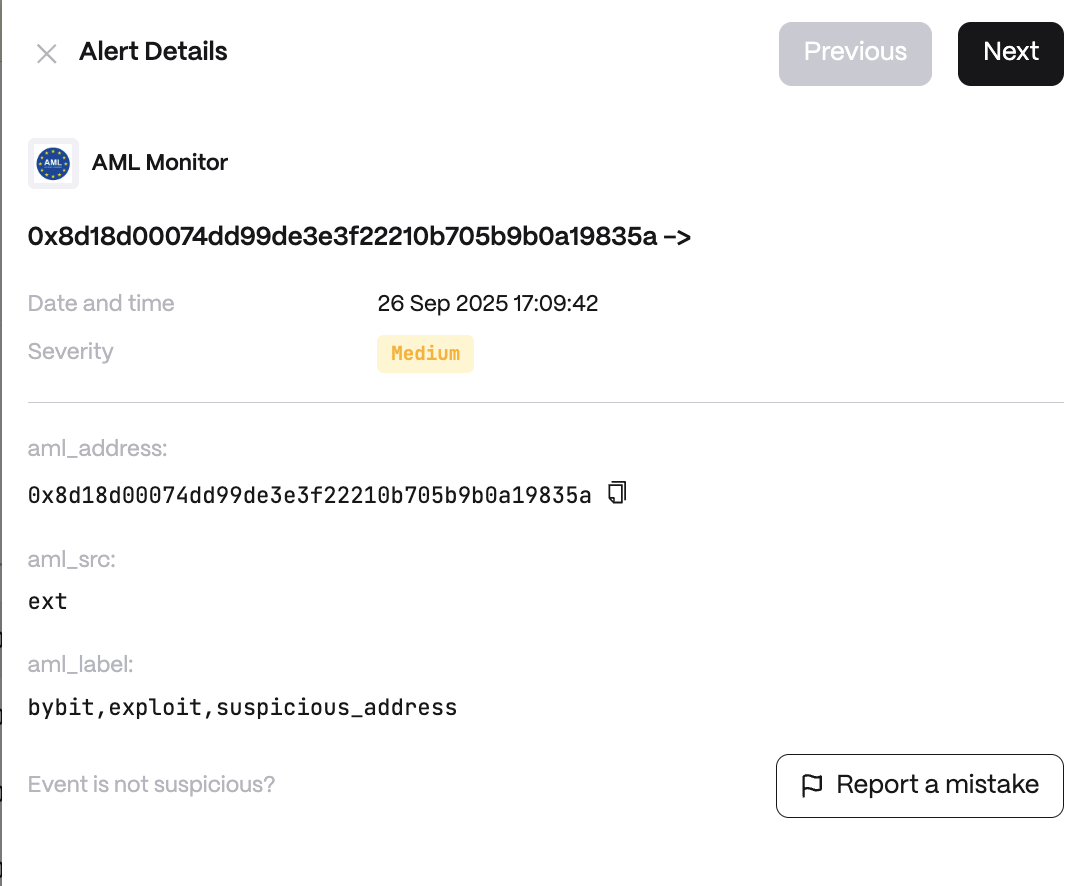 Alert Details
Previous
Next
AML
AML Monitor
0x8d18d00074dd99de3e3f22210b705b9b0a19835a –>
Date and time 26 Sep 2025 17:09:42
Severity Medium
aml_address:
0x8d18d00074dd99de3e3f22210b705b9b0a19835a
aml_src:
ext
aml_label:
bybit,exploit,suspicious_address
Event is not suspicious?
Report a mistake